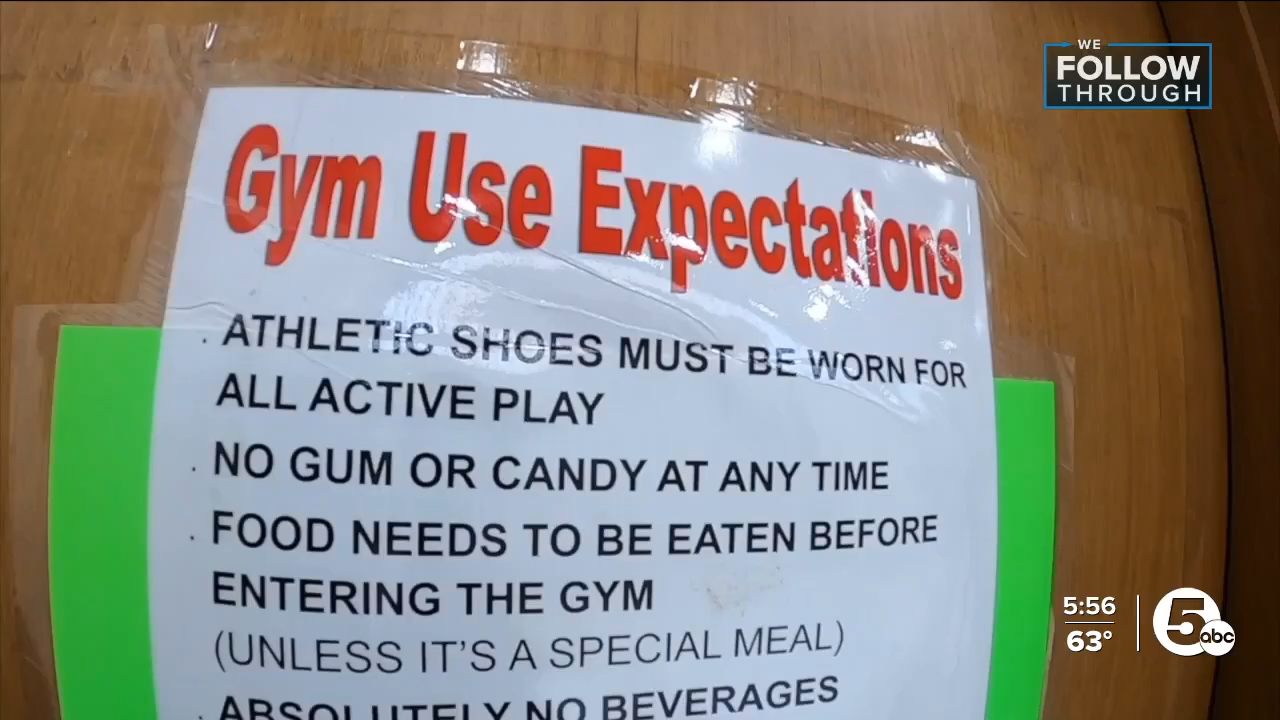 WE
FOLLOW
THROUGH
Gym Use Expectations
· ATHLETIC SHOES MUST BE WORN FOR
ALL ACTIVE PLAY
· NO GUM OR CANDY AT ANY TIME
· FOOD NEEDS TO BE EATEN BEFORE
ENTERING THE GYM
(UNLESS IT'S A SPECIAL MEAL)
· ABSOLUTELY NO BEVERAGES
5:56
63°
5 abc